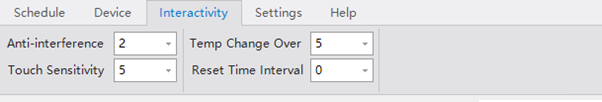 Schedule Device Interactivity Settings Help
Anti-interference 2 Temp Change Over 5
Touch Sensitivity 5 Reset Time Interval 0